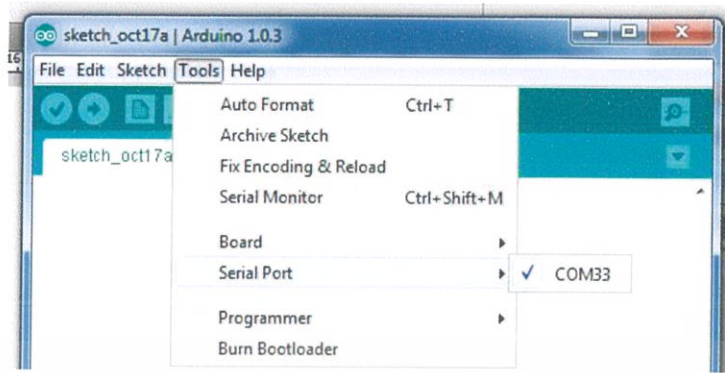 sketch_oct17a | Arduino 1.0.3
16
File Edit Sketch Tools Help
Auto Format Ctrl+T
Archive Sketch
sketch_oct17a
Fix Encoding & Reload
Serial Monitor Ctrl+Shift+M
Board
Serial Port
COM33
Programmer
Burn Bootloader